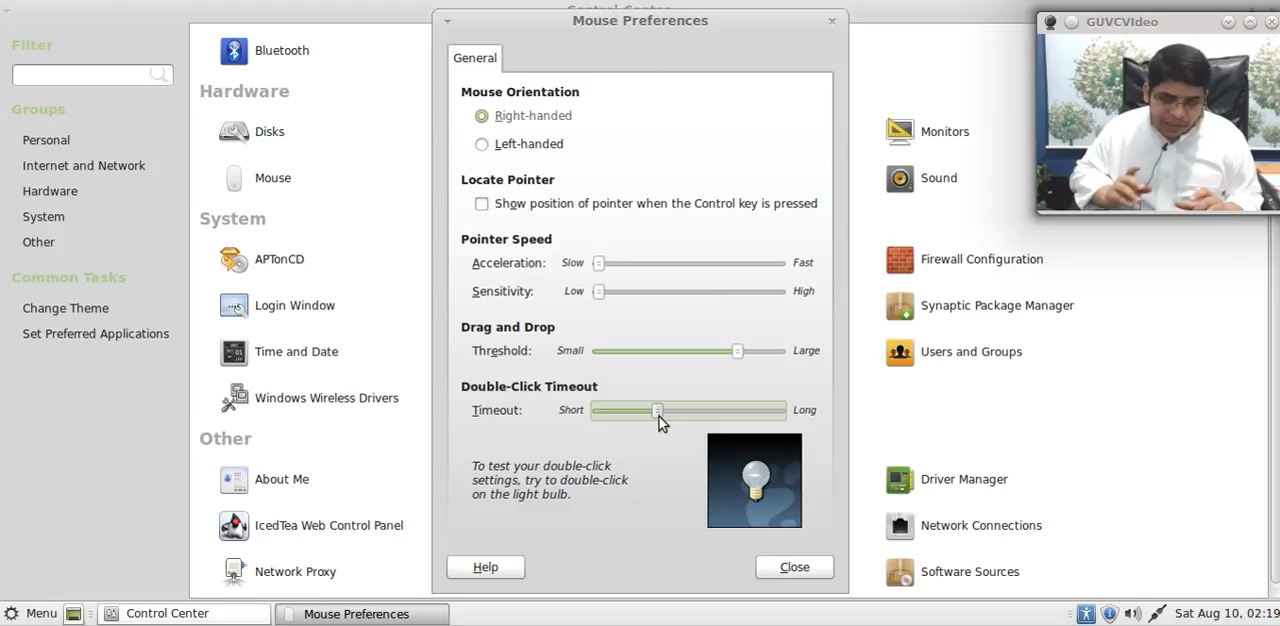 Control Center
Mouse Preferences
GUVCVIdeo
Filter
Groups
Personal
Internet and Network
Hardware
System
Other
Common Tasks
Change Theme
Set Preferred Applications
Bluetooth
Hardware
Disks
Mouse
System
APTonCD
Login Window
Time and Date
Windows Wireless Drivers
Other
About Me
IcedTea Web Control Panel
Network Proxy
General
Mouse Orientation
Right-handed
Left-handed
Locate Pointer
Show position of pointer when the Control key is pressed
Pointer Speed
Acceleration: Slow Fast
Sensitivity: Low High
Drag and Drop
Threshold: Small Large
Double-Click Timeout
Timeout: Short Long
To test your double-click
settings, try to double-click
on the light bulb.
Help Close
Monitors
Sound
Firewall Configuration
Synaptic Package Manager
Users and Groups
Driver Manager
Network Connections
Software Sources
Menu Control Center Mouse Preferences Sat Aug 10, 02:19